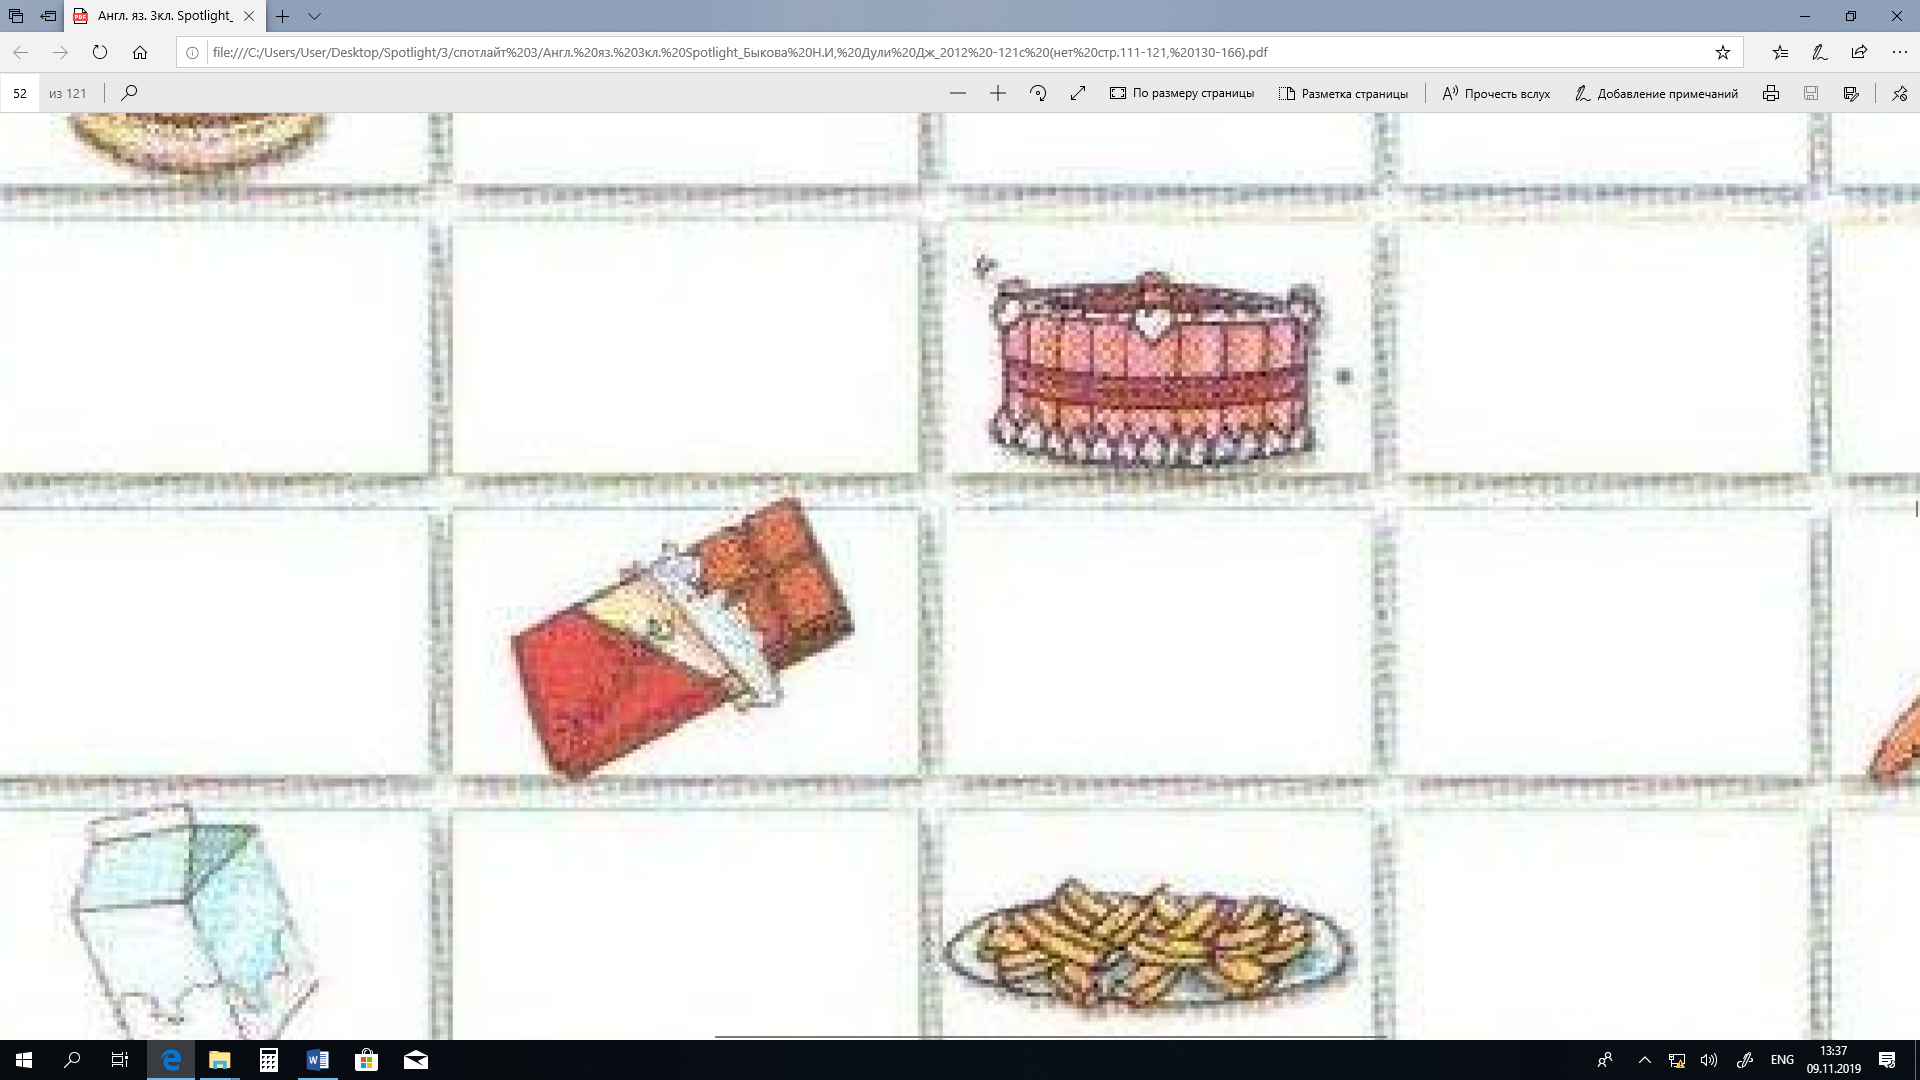 Англ. яз. 3кл. Spotlight_
file:///C:/Users/User/Desktop/Spotlight/3/спотлайт%203/Англ.%20яз.%203кл.%20Spotlight_Быкова%20Н.И,%20Дули%20Дж_2012%20-121с%20(нет%20стр.111-121,%20130-166).pdf
52 из 121 По размеру страницы Разметка страницы Прочесть вслух Добавление примечаний
ENG 13:37
09.11.2019